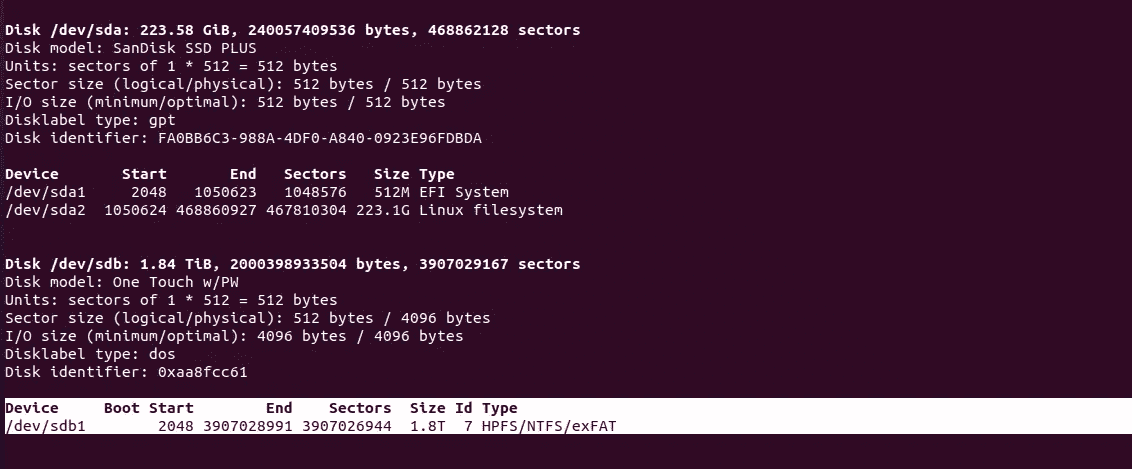 Disk /dev/sda: 223.58 GiB, 240057409536 bytes, 468862128 sectors
Disk model: SanDisk SSD PLUS
Units: sectors of 1 * 512 = 512 bytes
Sector size (logical/physical): 512 bytes / 512 bytes
I/O size (minimum/optimal): 512 bytes / 512 bytes
Disklabel type: gpt
Disk identifier: FA0BB6C3-988A-4DF0-A840-0923E96FDBDA
Device       Start       End   Sectors   Size Type
/dev/sda1     2048   1050623   1048576   512M EFI System
/dev/sda2  1050624 468860927 467810304 223.1G Linux filesystem
Disk /dev/sdb: 1.84 TiB, 2000398933504 bytes, 3907029167 sectors
Disk model: One Touch w/PW
Units: sectors of 1 * 512 = 512 bytes
Sector size (logical/physical): 512 bytes / 4096 bytes
I/O size (minimum/optimal): 4096 bytes / 4096 bytes
Disklabel type: dos
Disk identifier: 0xaa8fcc61
Device     Boot Start        End    Sectors  Size Id Type
/dev/sdb1        2048 3907028991 3907026944  1.8T  7 HPFS/NTFS/exFAT